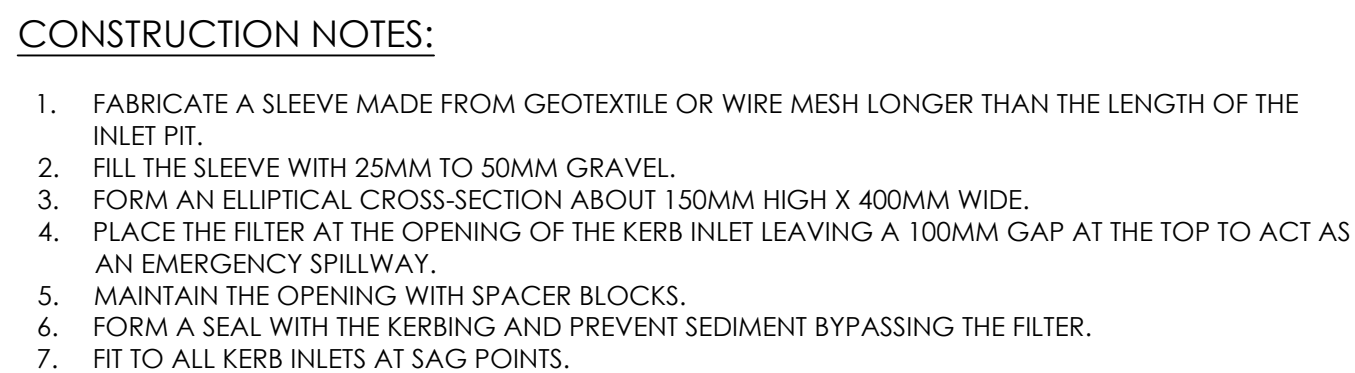 CONSTRUCTION NOTES:
1. FABRICATE A SLEEVE MADE FROM GEOTEXTILE OR WIRE MESH LONGER THAN THE LENGTH OF THE
INLET PIT.
2. FILL THE SLEEVE WITH 25MM TO 50MM GRAVEL.
3. FORM AN ELLIPTICAL CROSS-SECTION ABOUT 150MM HIGH X 400MM WIDE.
4. PLACE THE FILTER AT THE OPENING OF THE KERB INLET LEAVING A 100MM GAP AT THE TOP TO ACT AS
AN EMERGENCY SPILLWAY.
5. MAINTAIN THE OPENING WITH SPACER BLOCKS.
6. FORM A SEAL WITH THE KERBING AND PREVENT SEDIMENT BYPASSING THE FILTER.
7. FIT TO ALL KERB INLETS AT SAG POINTS.